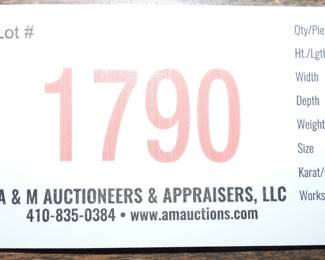 Lot #
1790
A & M AUCTIONEERS & APPRAISERS, LLC
410-835-0384 • www.amauctions.com
Qty/Pie
Ht./Lgth
Width
Depth
Weight
Size
Karat/
Works